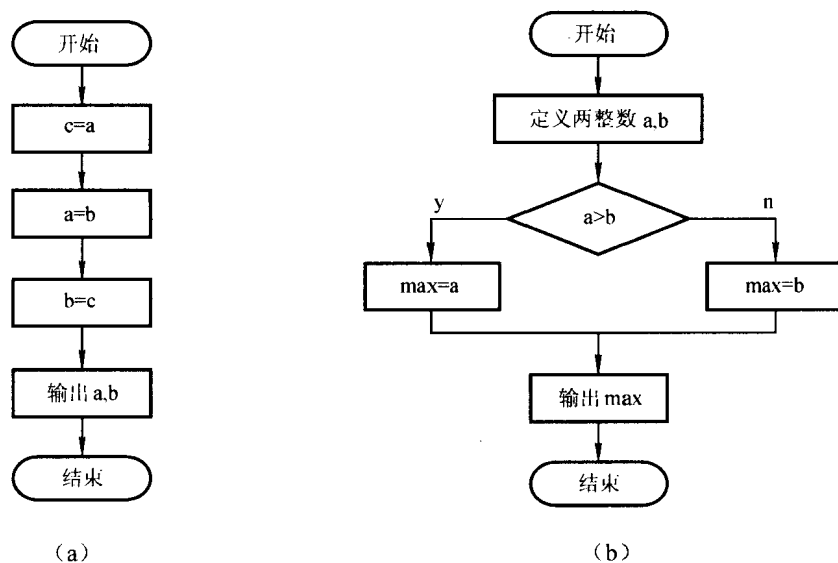 开始
c=a
a=b
b=c
输出 a,b
结束
(a)
开始
定义两整数 a,b
a>b
y
n
max=a
max=b
输出 max
结束
(b)